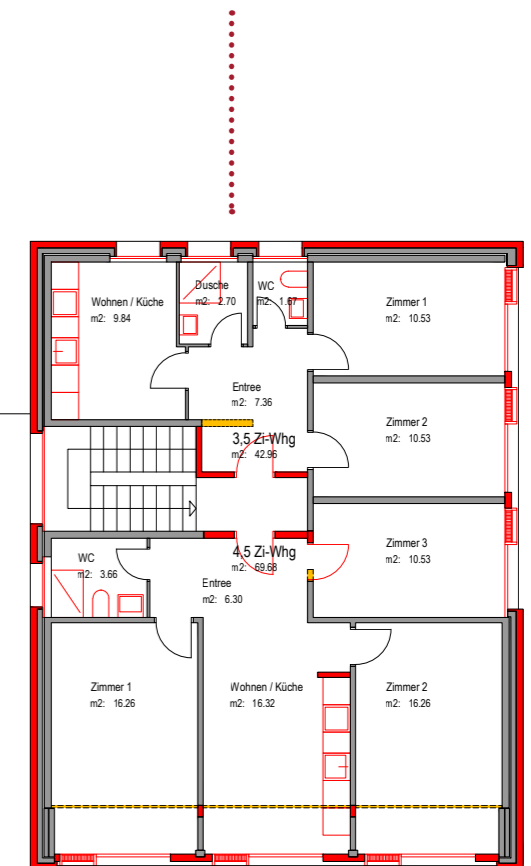 Wohnen / Küche
m2: 9.84
Dusche
m2: 2.70
WC
m2: 1.67
Zimmer 1
m2: 10.53
Entree
m2: 7.36
Zimmer 2
m2: 10.53
3,5 Zi-Whg
m2: 42.96
Zimmer 3
m2: 10.53
4,5 Zi-Whg
m2: 69.68
WC
m2: 3.66
Entree
m2: 6.30
Zimmer 1
m2: 16.26
Wohnen / Küche
m2: 16.32
Zimmer 2
m2: 16.26